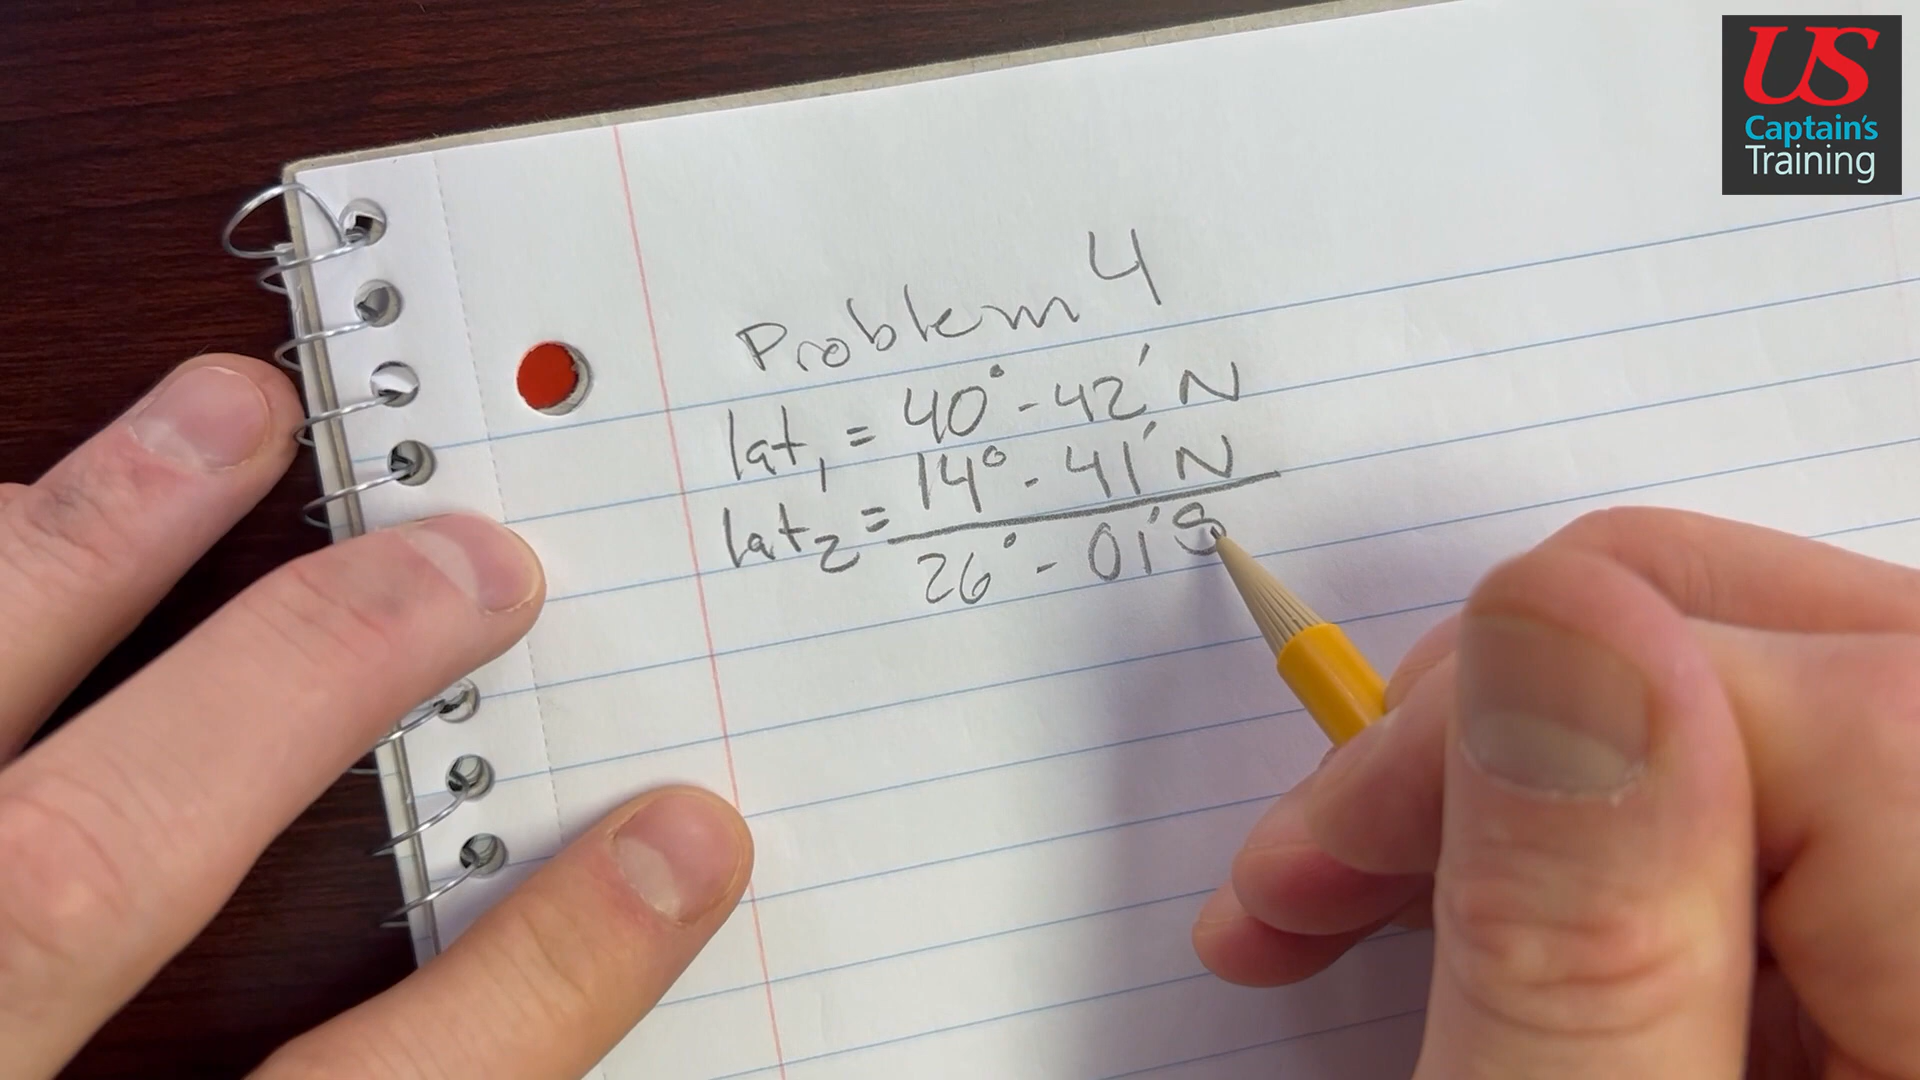 US
Captain's
Training
Problem 4
lat₁ = 40° - 42' N
lat₂ = 14° - 41' N
26° - 01' S